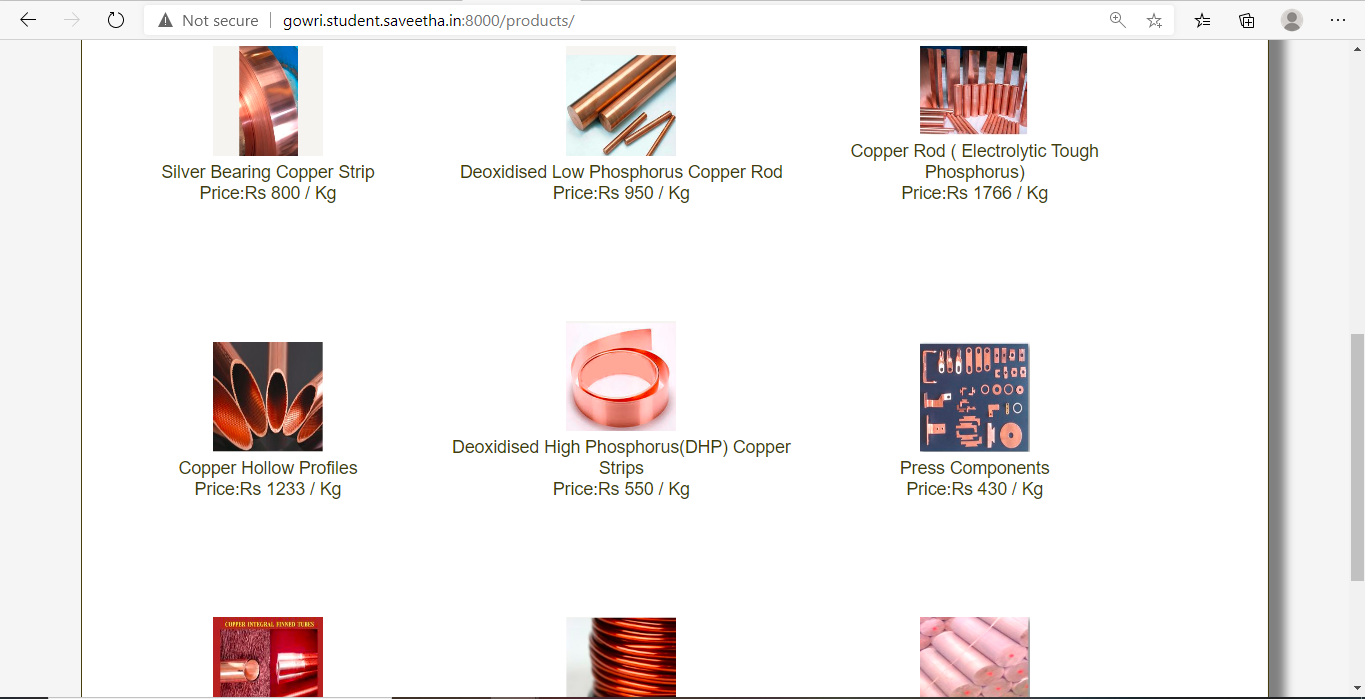 Not secure
gowri.student.saveetha.in:8000/products/
Silver Bearing Copper Strip
Price:Rs 800 / Kg
Deoxidised Low Phosphorus Copper Rod
Price:Rs 950 / Kg
Copper Rod ( Electrolytic Tough
Phosphorus)
Price:Rs 1766 / Kg
Copper Hollow Profiles
Price:Rs 1233 / Kg
Deoxidised High Phosphorus(DHP) Copper
Strips
Price:Rs 550 / Kg
Press Components
Price:Rs 430 / Kg
COPPER INTEGRAL FINNED TUBES